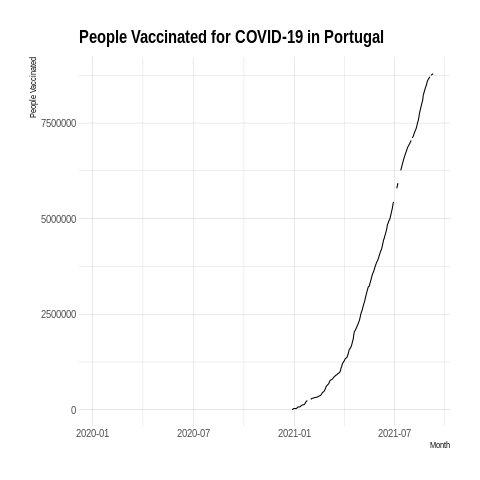 People Vaccinated for COVID-19 in Portugal
People Vaccinated
7500000
5000000
2500000
0
2020-01 2020-07 2021-01 2021-07
Month